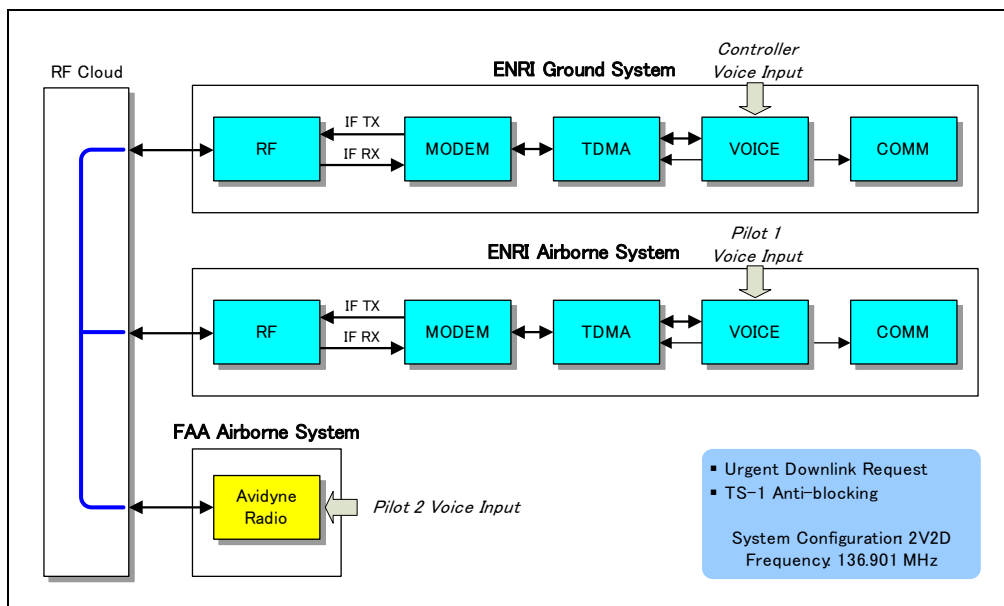 RF Cloud
ENRI Ground System
Controller
Voice Input
RF
IF TX
IF RX
MODEM
TDMA
VOICE
COMM
ENRI Airborne System
Pilot 1
Voice Input
RF
IF TX
IF RX
MODEM
TDMA
VOICE
COMM
FAA Airborne System
Avidyne
Radio
Pilot 2 Voice Input
▪ Urgent Downlink Request
▪ TS-1 Anti-blocking
System Configuration: 2V2D
Frequency: 136.901 MHz